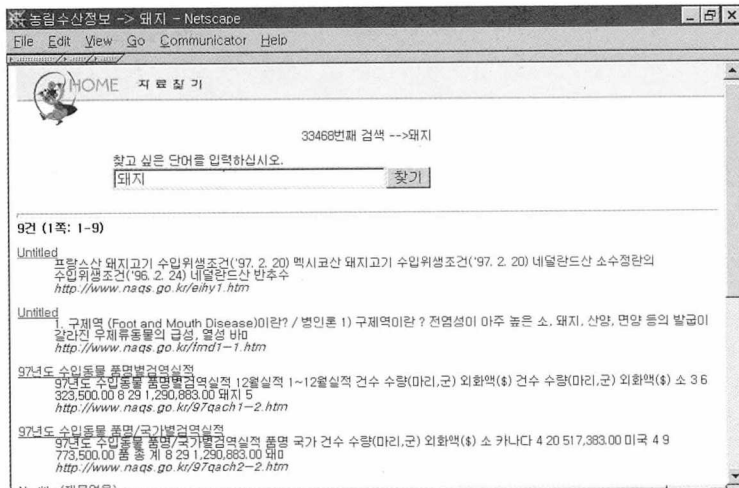 농림수산정보 -> 돼지 - Netscape
File Edit View Go Communicator Help
HOME 자료찾기
33468번째 검색 -->돼지
찾고 싶은 단어를 입력하십시오.
돼지 찾기
9건 (1쪽: 1-9)
Untitled
프랑스산 돼지고기 수입위생조건('97. 2. 20) 멕시코산 돼지고기 수입위생조건('97. 2. 20) 네덜란드산 소수정란의
수입위생조건('96. 2. 24) 네덜란드산 반추수
http://www.naqs.go.kr/eihy1.htm
Untitled
1. 구제역 (Foot and Mouth Disease)이란? / 병인론 1) 구제역이란 ? 전염성이 아주 높은 소, 돼지, 산양, 면양 등의 발굽이
갈라진 우제류동물의 급성, 열성 바
http://www.naqs.go.kr/fmd1-1.htm
97년도 수입동물 품명별검역실적
97년도 수입동물 품명별검역실적 12월실적 1~12월실적 건수 수량(마리,군) 외화액($) 건수 수량(마리,군) 외화액($) 소 3 6
323,500.00 8 29 1,290,883.00 돼지 5
http://www.naqs.go.kr/97qach1-2.htm
97년도 수입동물 품명/국가별검역실적
97년도 수입동물 품명/국가별검역실적 품명 국가 건수 수량(마리,군) 외화액($) 소 카나다 4 20 517,383.00 미국 4 9
773,500.00 품 종 계 8 29 1,290,883.00 돼
http://www.naqs.go.kr/97qach2-2.htm